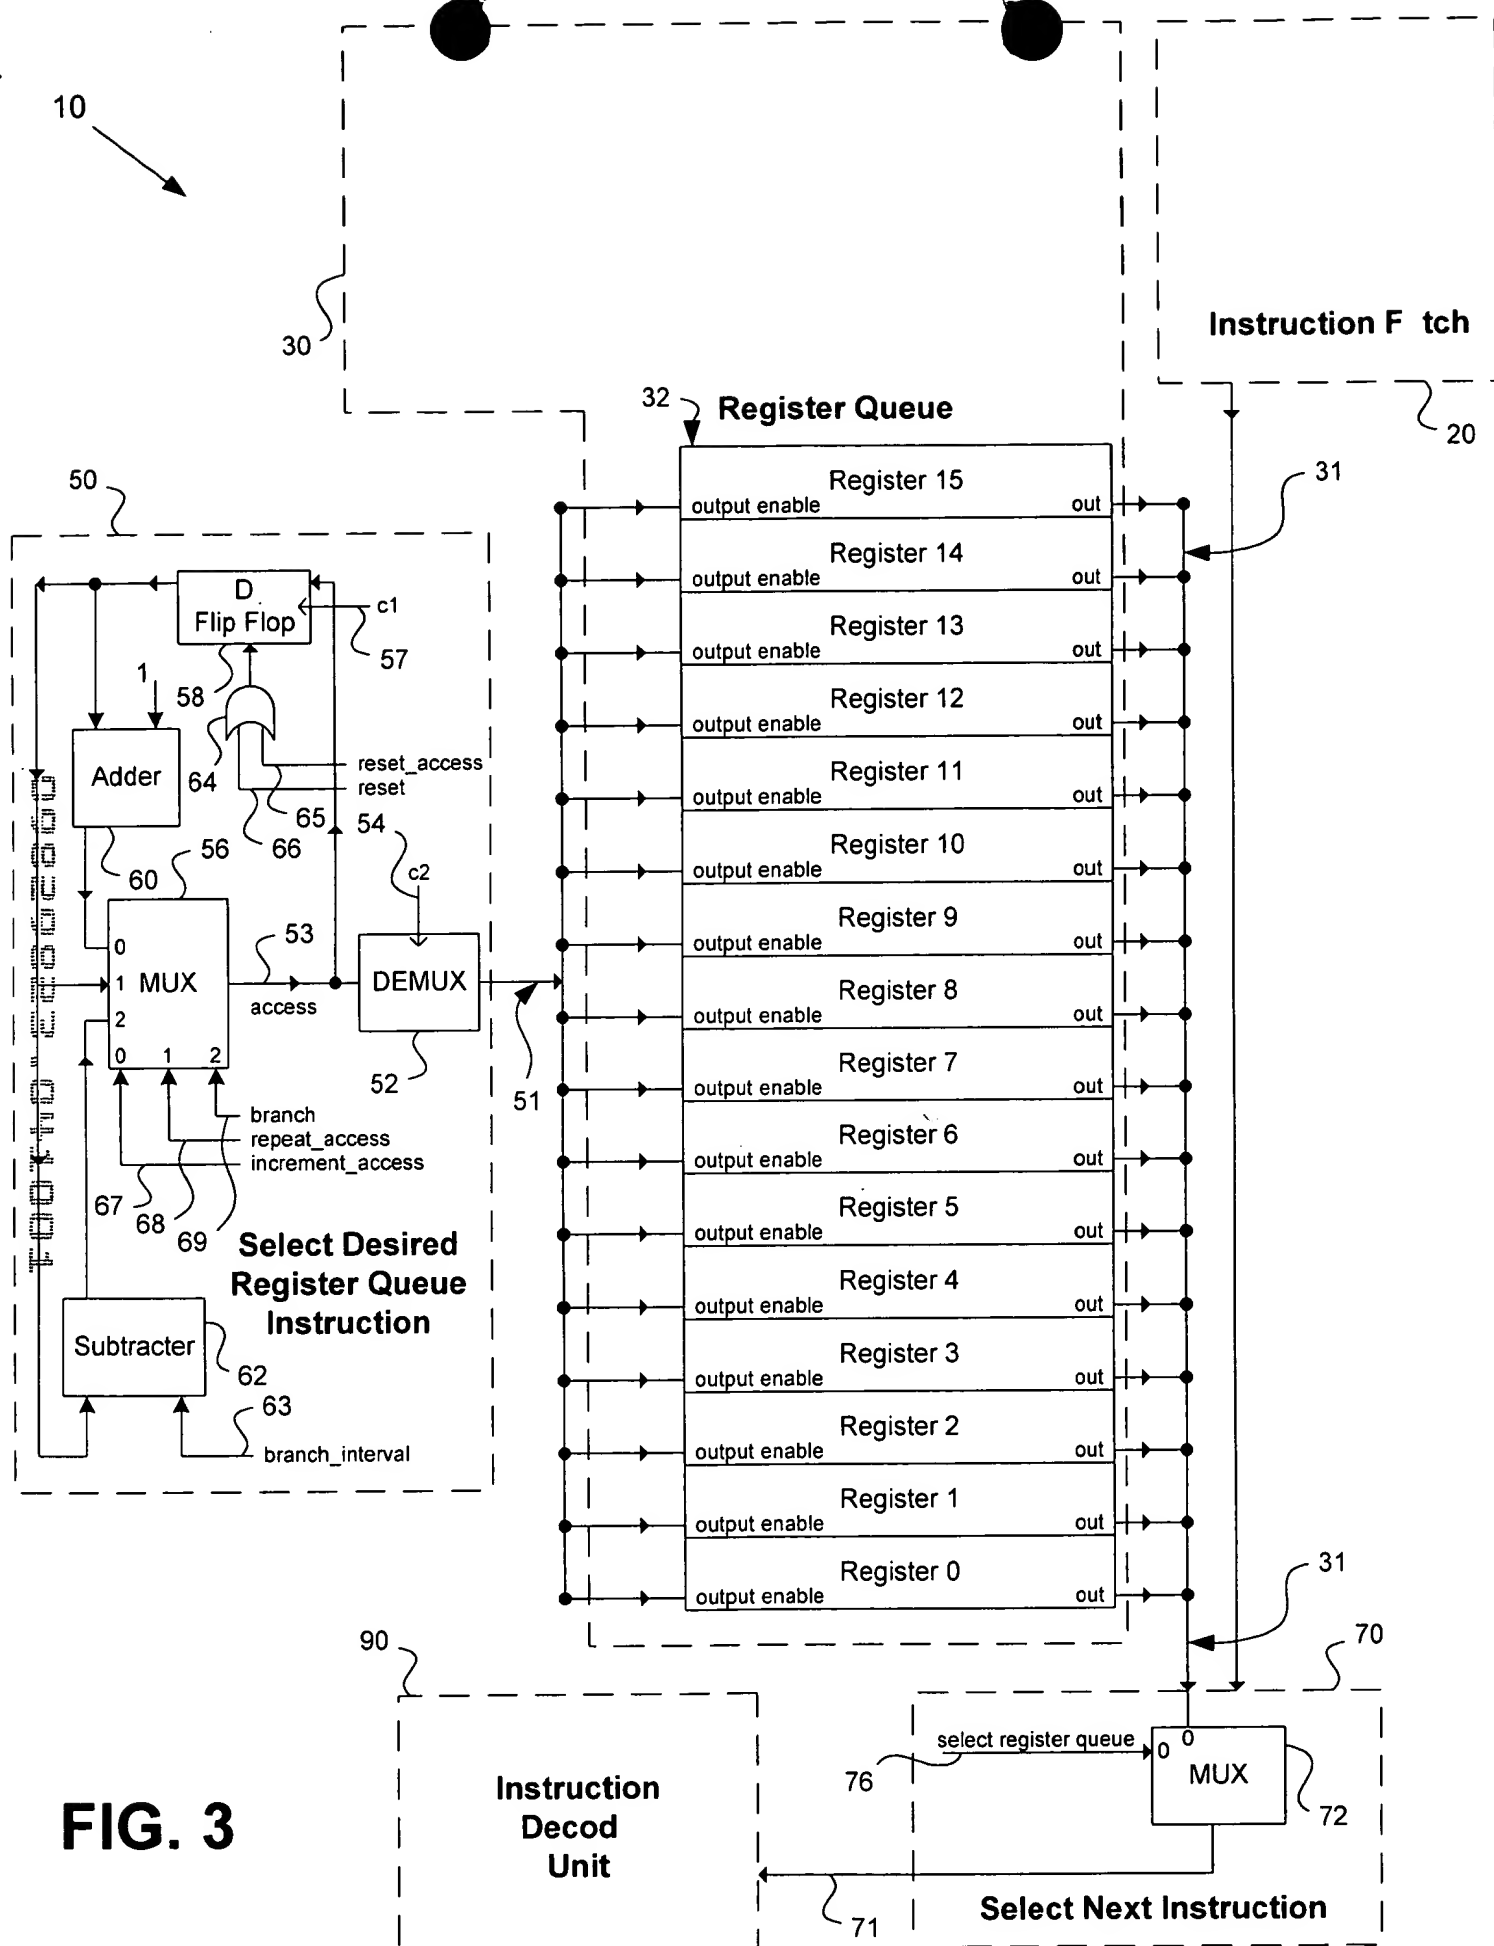 10
30
Instruction F tch
20
32
Register Queue
31
50
Register 15
output enable
out
Register 14
output enable
out
Register 13
output enable
out
Register 12
output enable
out
Register 11
output enable
out
Register 10
output enable
out
Register 9
output enable
out
Register 8
output enable
out
Register 7
output enable
out
Register 6
output enable
out
Register 5
output enable
out
Register 4
output enable
out
Register 3
output enable
out
Register 2
output enable
out
Register 1
output enable
out
Register 0
output enable
out
D
Flip Flop
c1
57
58
1
64
Adder
reset_access
reset
65
66
54
60
56
c2
53
0
1
MUX
2
0 1 2
access
DEMUX
52
51
branch
repeat_access
increment_access
67
68
69
Select Desired
Register Queue
Instruction
Subtracter
62
63
branch_interval
31
90
70
select register queue
0
0
MUX
76
72
Instruction
Decod
Unit
71
Select Next Instruction
FIG. 3